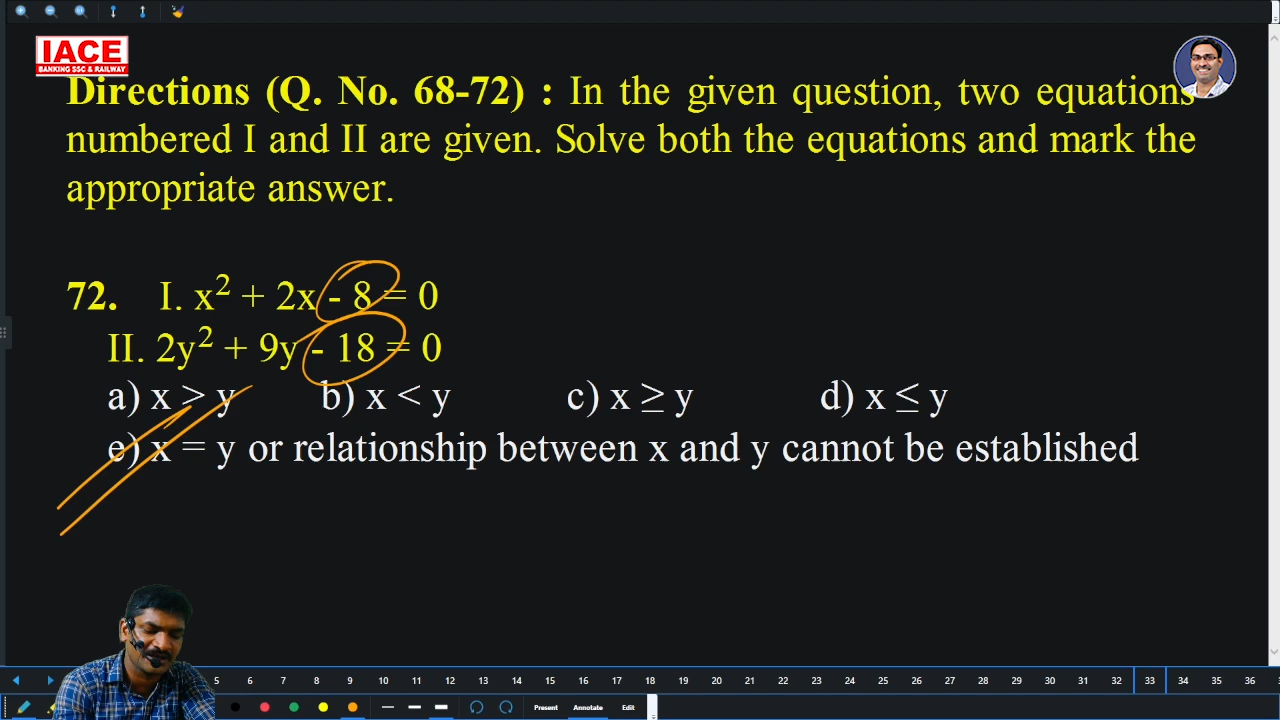 IACE
BANKING SSC & RAILWAY
Directions (Q. No. 68-72) : In the given question, two equations
numbered I and II are given. Solve both the equations and mark the
appropriate answer.
72. I. x² + 2x - 8 = 0
II. 2y² + 9y - 18 = 0
a) x > y b) x < y c) x ≥ y d) x ≤ y
e) x = y or relationship between x and y cannot be established
5 6 7 8 9 10 11 12 13 14 15 16 17 18 19 20 21 22 23 24 25 26 27 28 29 30 31 32 33 34 35 36
Present Annotate Edit